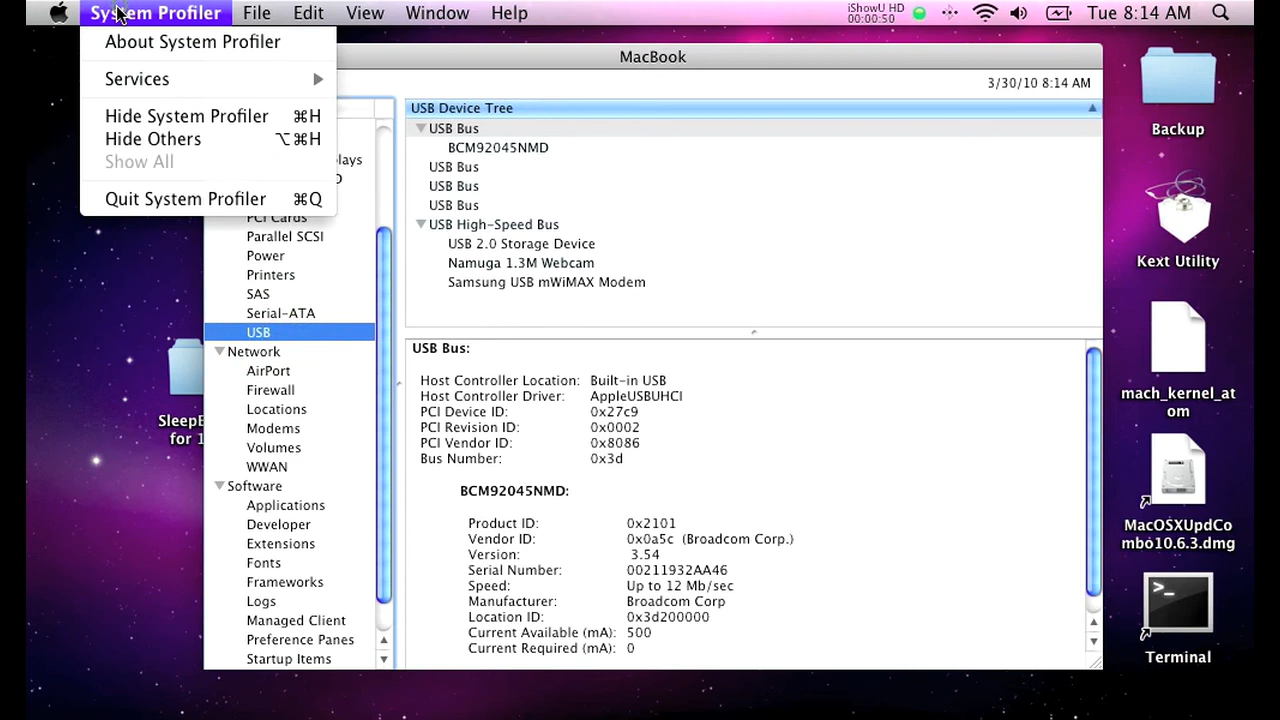 System Profiler File Edit View Window Help iShowU HD 00:00:50 Tue 8:14 AM
About System Profiler
Services
Hide System Profiler ⌘H
Hide Others ⌥⌘H
Show All
Quit System Profiler ⌘Q
MacBook
3/30/10 8:14 AM
lays
PCI Cards
Parallel SCSI
Power
Printers
SAS
Serial-ATA
USB
Network
AirPort
Firewall
Locations
Modems
Volumes
WWAN
Software
Applications
Developer
Extensions
Fonts
Frameworks
Logs
Managed Client
Preference Panes
Startup Items
USB Device Tree
USB Bus
BCM92045NMD
USB Bus
USB Bus
USB Bus
USB High-Speed Bus
USB 2.0 Storage Device
Namuga 1.3M Webcam
Samsung USB mWiMAX Modem
USB Bus:
Host Controller Location: Built-in USB
Host Controller Driver: AppleUSBUHCI
PCI Device ID: 0x27c9
PCI Revision ID: 0x0002
PCI Vendor ID: 0x8086
Bus Number: 0x3d
BCM92045NMD:
Product ID: 0x2101
Vendor ID: 0x0a5c (Broadcom Corp.)
Version: 3.54
Serial Number: 00211932AA46
Speed: Up to 12 Mb/sec
Manufacturer: Broadcom Corp
Location ID: 0x3d200000
Current Available (mA): 500
Current Required (mA): 0
SleepE
for 1
Backup
Kext Utility
mach_kernel_at
om
MacOSXUpdCo
mbo10.6.3.dmg
Terminal